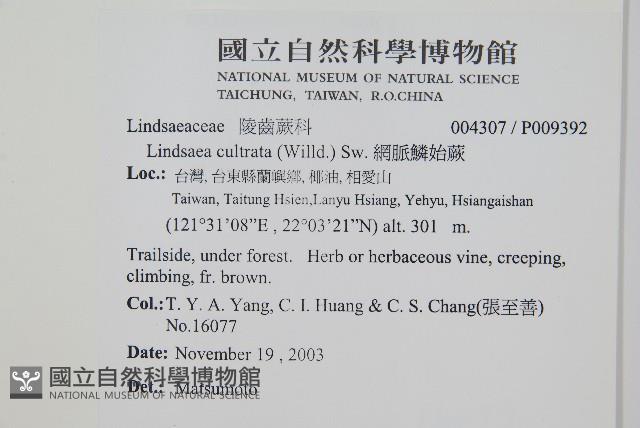 國立自然科學博物館
NATIONAL MUSEUM OF NATURAL SCIENCE
TAICHUNG, TAIWAN, R.O.CHINA
Lindsaeaceae 陵齒蕨科 004307 / P009392
Lindsaea cultrata (Willd.) Sw. 網脈鱗始蕨
Loc.: 台灣, 台東縣蘭嶼鄉, 椰油, 相愛山
Taiwan, Taitung Hsien,Lanyu Hsiang, Yehyu, Hsiangaishan
(121°31'08"E , 22°03'21"N) alt. 301 m.
Trailside, under forest. Herb or herbaceous vine, creeping,
climbing, fr. brown.
Col.: T. Y. A. Yang, C. I. Huang & C. S. Chang(張至善)
No.16077
Date: November 19 , 2003
Det.: Matsumoto
國立自然科學博物館
NATIONAL MUSEUM OF NATURAL SCIENCE